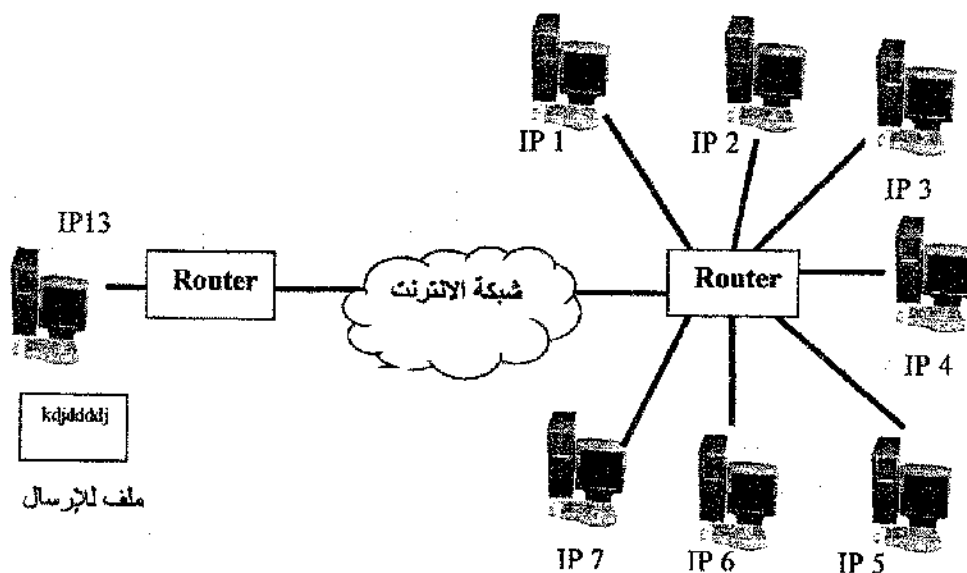 IP 1
IP 2
IP 3
IP13
Router
شبكة الانترنت
Router
IP 4
kdjddddj
ملف للإرسال
IP 7
IP 6
IP 5